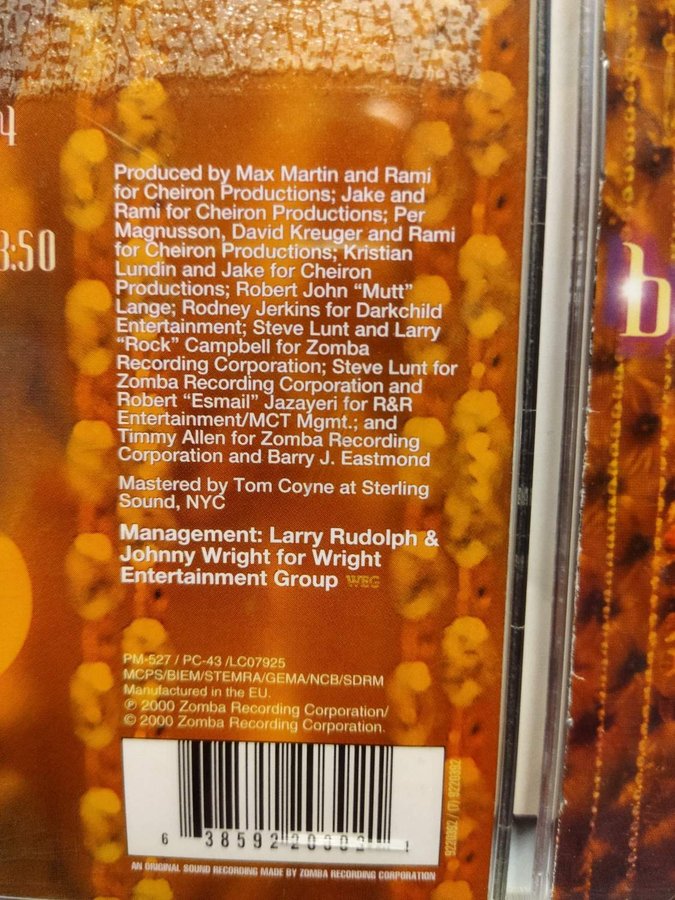 3:50
Produced by Max Martin and Rami
for Cheiron Productions; Jake and
Rami for Cheiron Productions; Per
Magnusson, David Kreuger and Rami
for Cheiron Productions; Kristian
Lundin and Jake for Cheiron
Productions; Robert John “Mutt”
Lange; Rodney Jerkins for Darkchild
Entertainment; Steve Lunt and Larry
“Rock” Campbell for Zomba
Recording Corporation; Steve Lunt for
Zomba Recording Corporation and
Robert “Esmail” Jazayeri for R&R
Entertainment/MCT Mgmt.; and
Timmy Allen for Zomba Recording
Corporation and Barry J. Eastmond
Mastered by Tom Coyne at Sterling
Sound, NYC
Management: Larry Rudolph &
Johnny Wright for Wright
Entertainment Group WEG
PM-527 / PC-43 /LC07925
MCPS/BIEM/STEMRA/GEMA/NCB/SDRM
Manufactured in the EU.
℗ 2000 Zomba Recording Corporation/
© 2000 Zomba Recording Corporation.
9220392 / (7) 9220392
6 38592 20392
AN ORIGINAL SOUND RECORDING MADE BY ZOMBA RECORDING CORPORATION
b